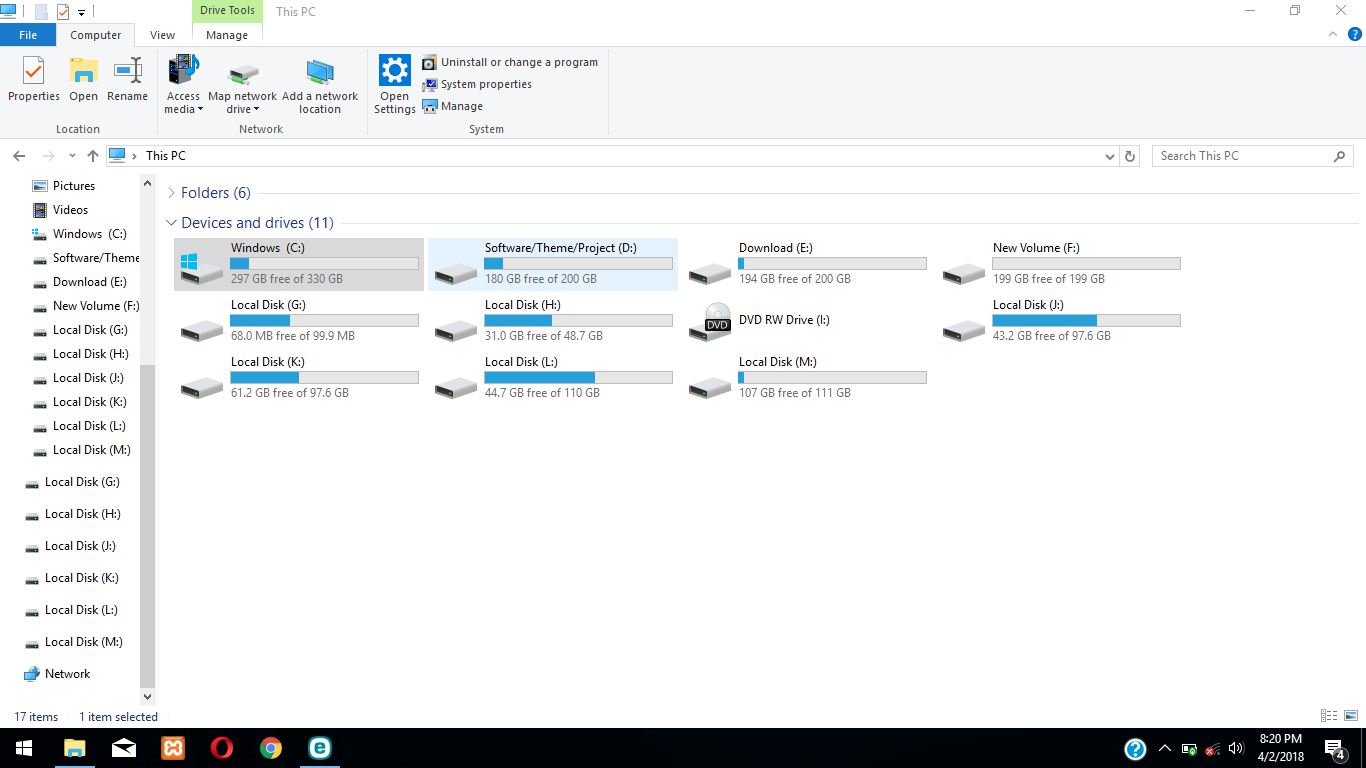 Drive Tools
This PC
File
Computer
View
Manage
Properties
Open
Rename
Access media
Map network drive
Add a network location
Open Settings
Uninstall or change a program
System properties
Manage
Location
Network
System
This PC
Search This PC
Pictures
Videos
Windows (C:)
Software/Theme
Download (E:)
New Volume (F:)
Local Disk (G:)
Local Disk (H:)
Local Disk (J:)
Local Disk (K:)
Local Disk (L:)
Local Disk (M:)
Local Disk (G:)
Local Disk (H:)
Local Disk (J:)
Local Disk (K:)
Local Disk (L:)
Local Disk (M:)
Network
Folders (6)
Devices and drives (11)
Windows (C:)
297 GB free of 330 GB
Software/Theme/Project (D:)
180 GB free of 200 GB
Download (E:)
194 GB free of 200 GB
New Volume (F:)
199 GB free of 199 GB
Local Disk (G:)
68.0 MB free of 99.9 MB
Local Disk (H:)
31.0 GB free of 48.7 GB
DVD
DVD RW Drive (I:)
Local Disk (J:)
43.2 GB free of 97.6 GB
Local Disk (K:)
61.2 GB free of 97.6 GB
Local Disk (L:)
44.7 GB free of 110 GB
Local Disk (M:)
107 GB free of 111 GB
17 items
1 item selected
8:20 PM
4/2/2018
4